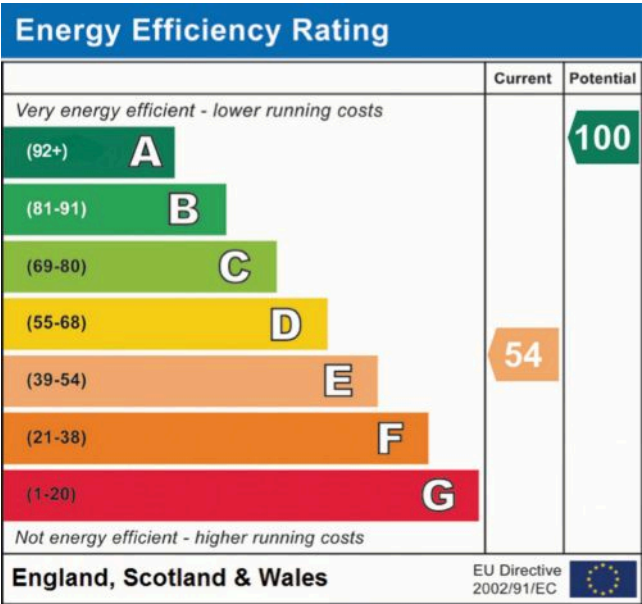 Energy Efficiency Rating
Current Potential
Very energy efficient - lower running costs
(92+) A
100
(81-91) B
(69-80) C
(55-68) D
54
(39-54) E
(21-38) F
(1-20) G
Not energy efficient - higher running costs
England, Scotland & Wales
EU Directive
2002/91/EC